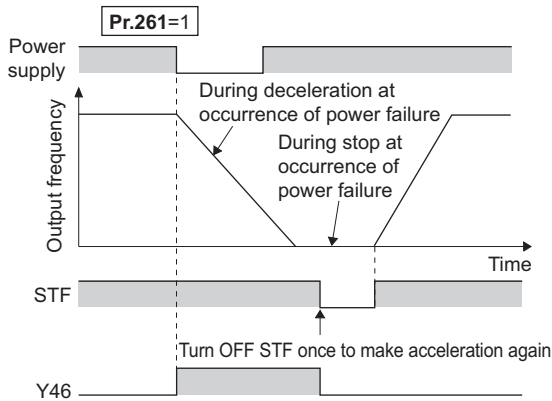 Pr.261=1
Power
supply
During deceleration at
occurrence of power failure
During stop at
occurrence of
power failure
Output frequency
Time
STF
Turn OFF STF once to make acceleration again
Y46